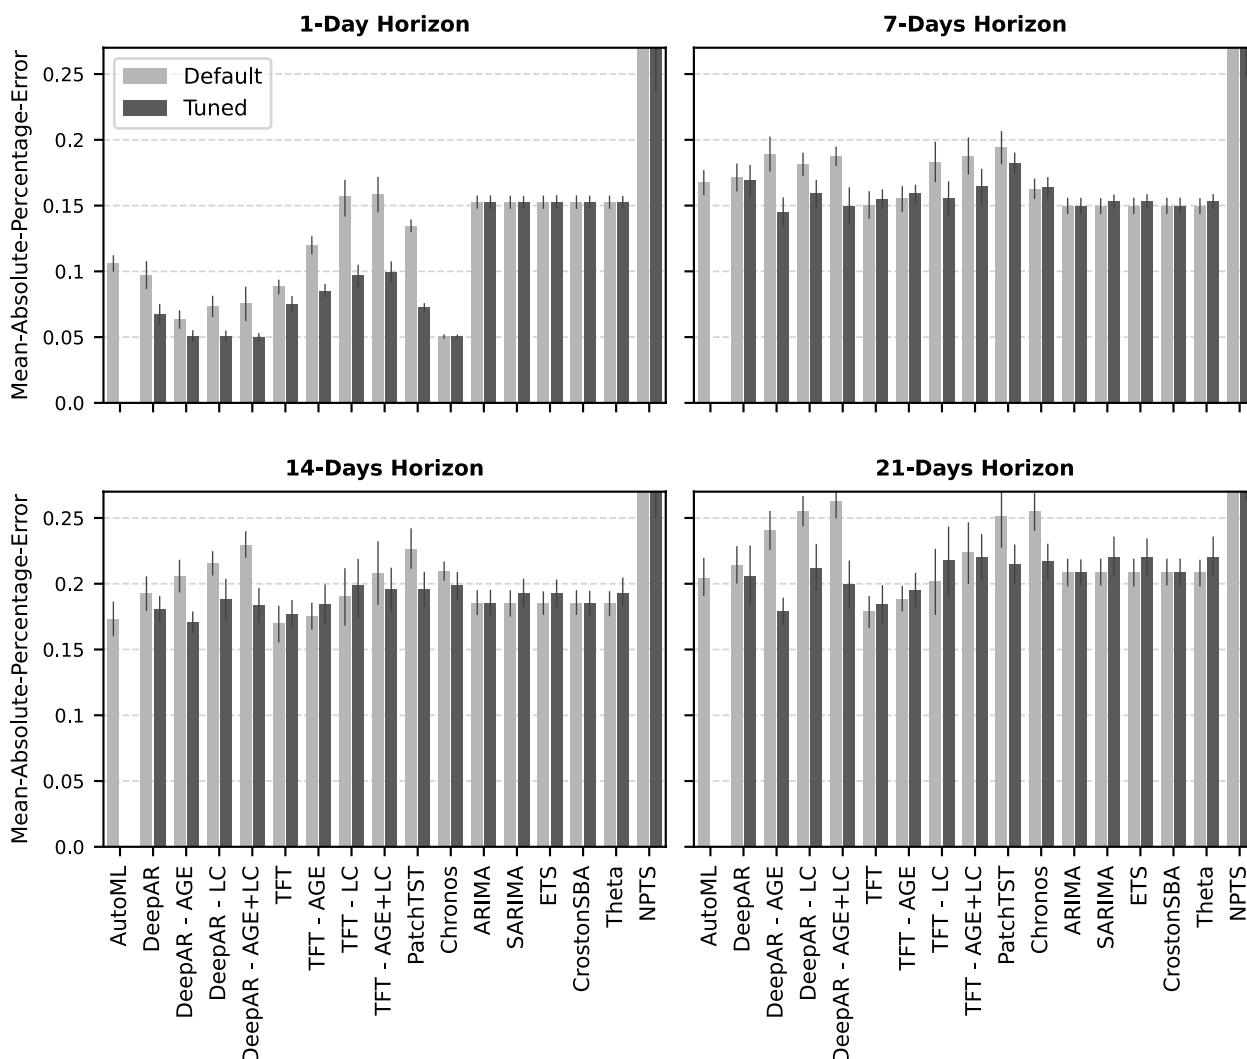 1-Day Horizon
7-Days Horizon
Mean-Absolute-Percentage-Error
0.25
0.2
0.15
0.1
0.05
0.0
Default
Tuned
14-Days Horizon
21-Days Horizon
Mean-Absolute-Percentage-Error
0.25
0.2
0.15
0.1
0.05
0.0
AutoML
DeepAR
DeepAR - AGE
DeepAR - LC
DeepAR - AGE+LC
TFT
TFT - AGE
TFT - LC
TFT - AGE+LC
PatchTST
Chronos
ARIMA
SARIMA
ETS
CrostonSBA
Theta
NPTS
AutoML
DeepAR
DeepAR - AGE
DeepAR - LC
DeepAR - AGE+LC
TFT
TFT - AGE
TFT - LC
TFT - AGE+LC
PatchTST
Chronos
ARIMA
SARIMA
ETS
CrostonSBA
Theta
NPTS